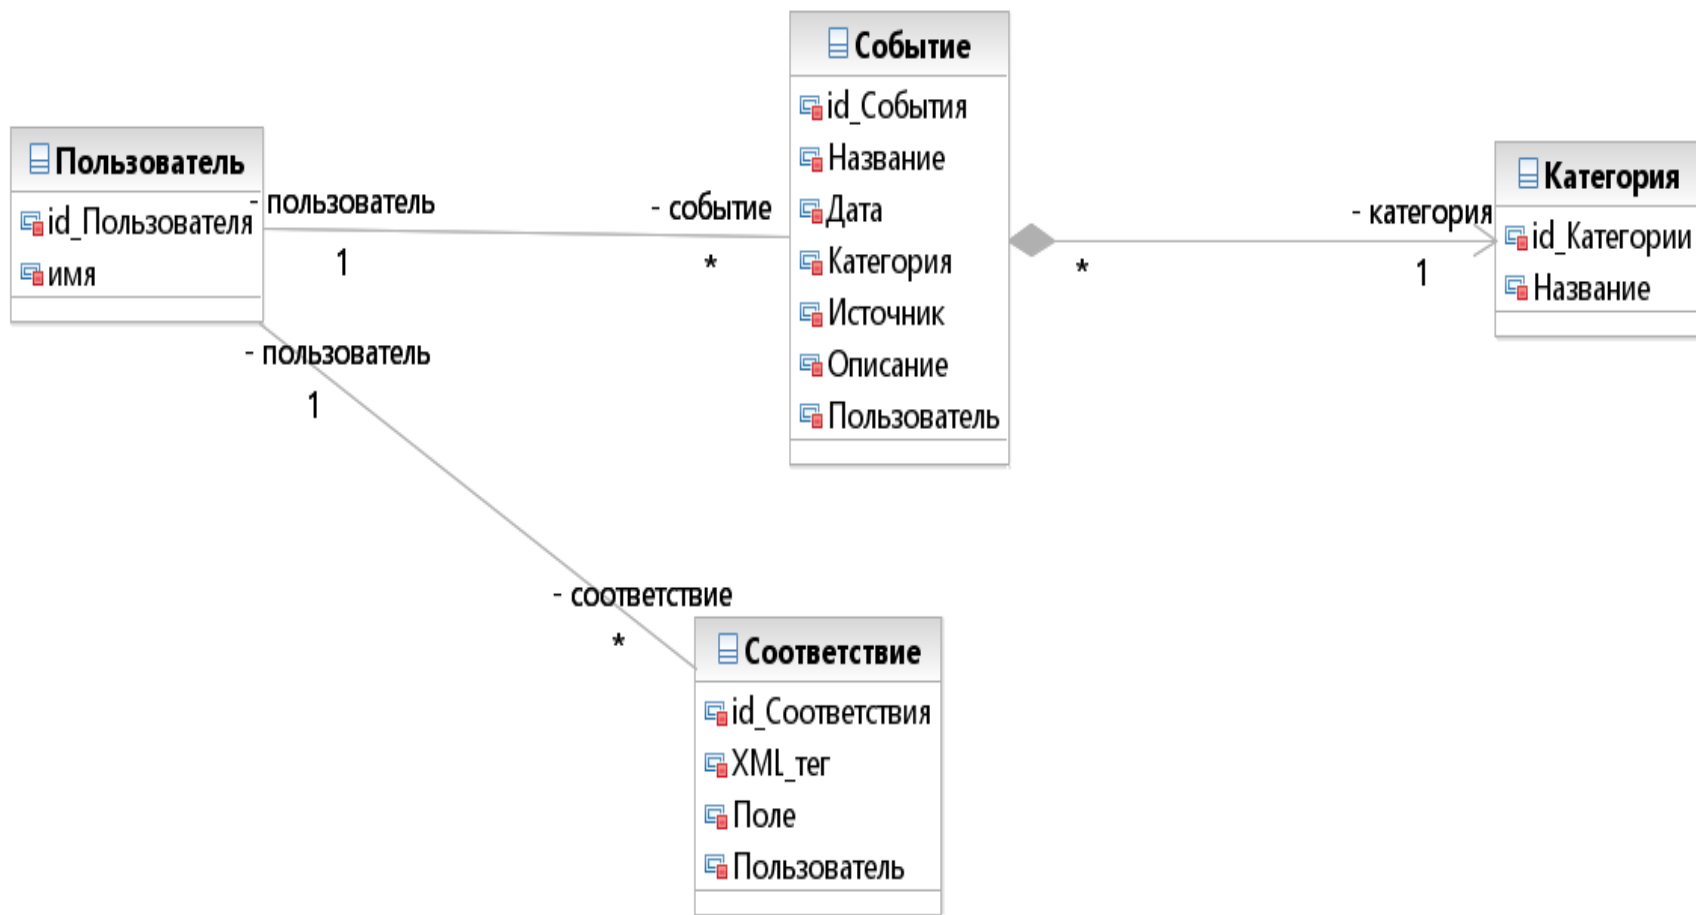 Пользователь
id_Пользователя
имя
- пользователь
1
- событие
*
Событие
id_События
Название
Дата
Категория
Источник
Описание
Пользователь
*
- категория
1
Категория
id_Категории
Название
- пользователь
1
- соответствие
*
Соответствие
id_Соответствия
XML_тег
Поле
Пользователь